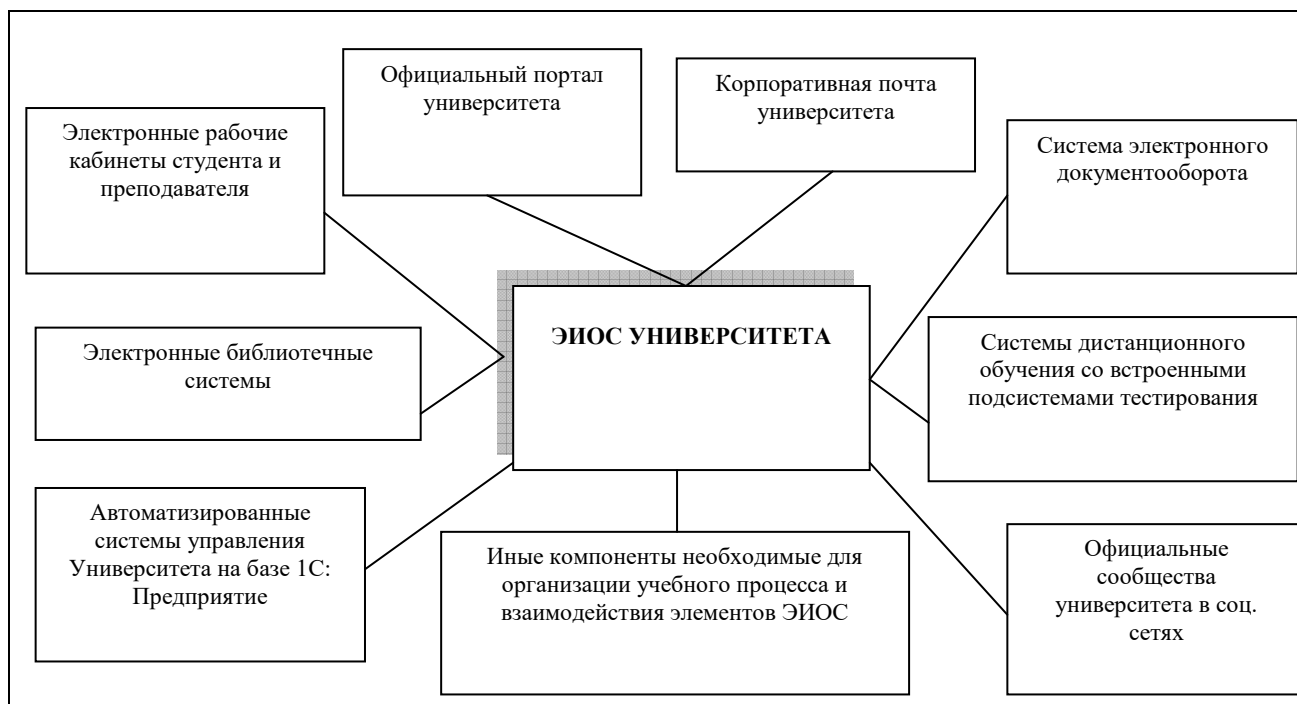 Официальный портал
университета
Корпоративная почта
университета
Электронные рабочие
кабинеты студента и
преподавателя
Система электронного
документооборота
ЭИОС УНИВЕРСИТЕТА
Электронные библиотечные
системы
Системы дистанционного
обучения со встроенными
подсистемами тестирования
Автоматизированные
системы управления
Университета на базе 1С:
Предприятие
Иные компоненты необходимые для
организации учебного процесса и
взаимодействия элементов ЭИОС
Официальные
сообщества
университета в соц.
сетях